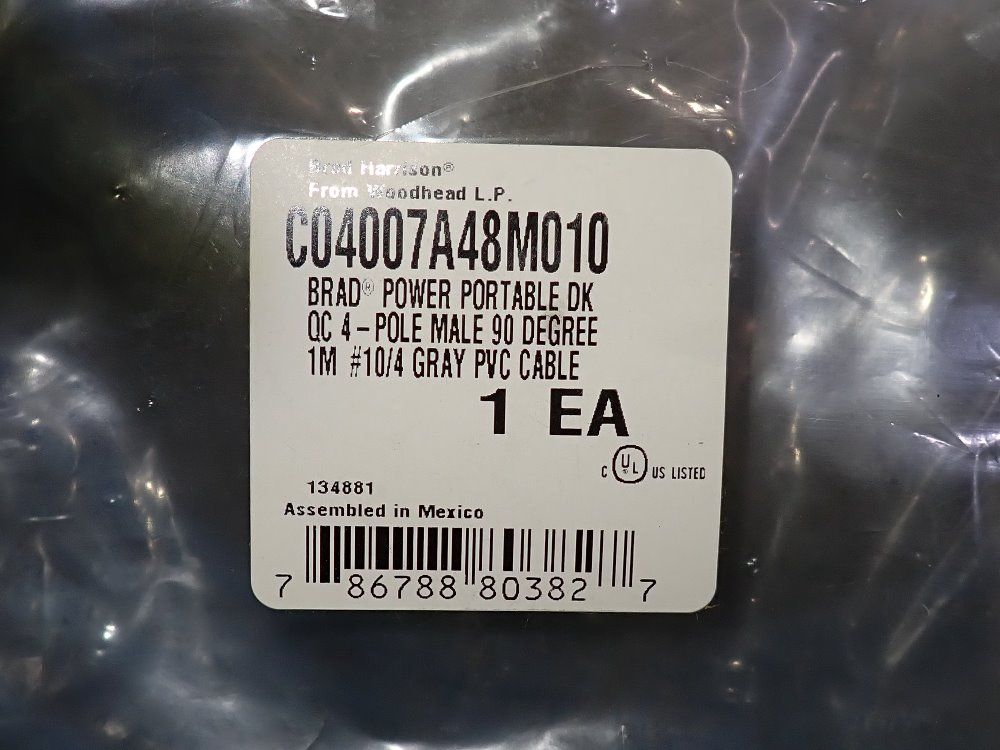 Brad Harrison®
From Woodhead L.P.
C04007A48M010
BRAD® POWER PORTABLE DK
QC 4-POLE MALE 90 DEGREE
1M #10/4 GRAY PVC CABLE
1 EA
C UL US LISTED
134881
Assembled in Mexico
7 86788 80382 7